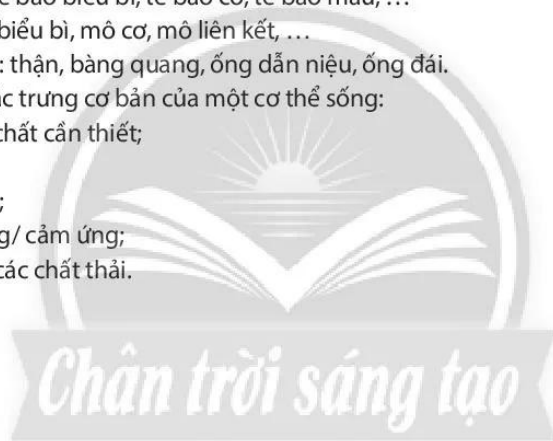 bào biểu bì, tế bào cơ, tế bào máu, ...
biểu bì, mô cơ, mô liên kết, ...
: thận, bàng quang, ống dẫn niệu, ống đái.
trưng cơ bản của một cơ thể sống:
chất cần thiết;
;
g/ cảm ứng;
các chất thải.
Chân trời sáng tạo